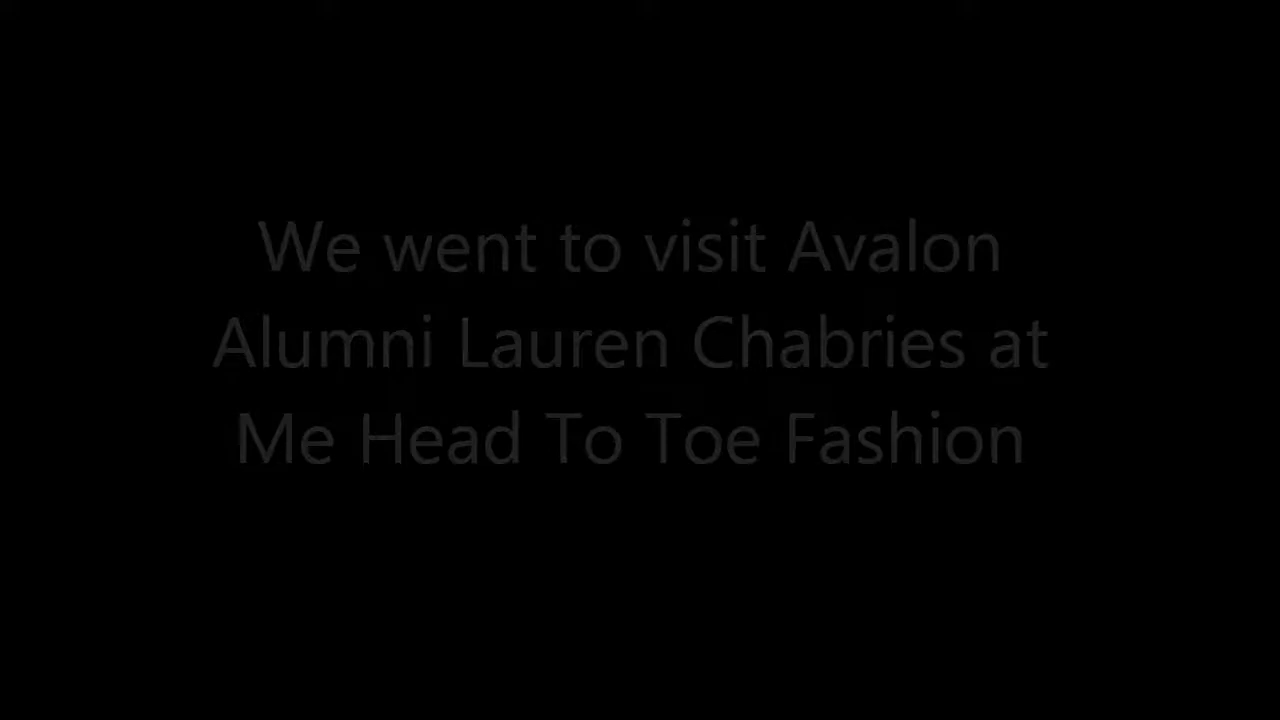 We went to visit Avalon
Alumni Lauren Chabries at
Me Head To Toe Fashion